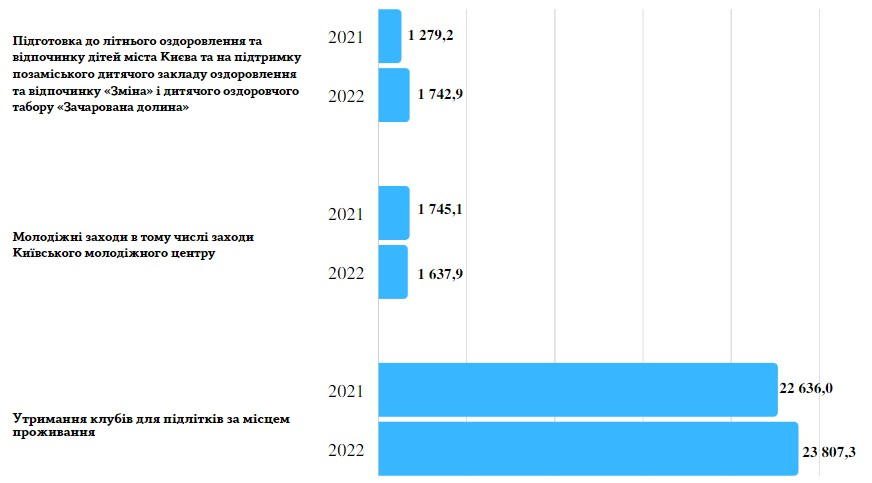 Підготовка до літнього оздоровлення та
відпочинку дітей міста Києва та на підтримку
позаміського дитячого закладу оздоровлення
та відпочинку «Зміна» і дитячого оздоровчого
табору «Зачарована долина»
2021
1 279,2
2022
1 742,9
Молодіжні заходи в тому числі заходи
Київського молодіжного центру
2021
1 745,1
2022
1 637,9
Утримання клубів для підлітків за місцем
проживання
2021
22 636,0
2022
23 807,3